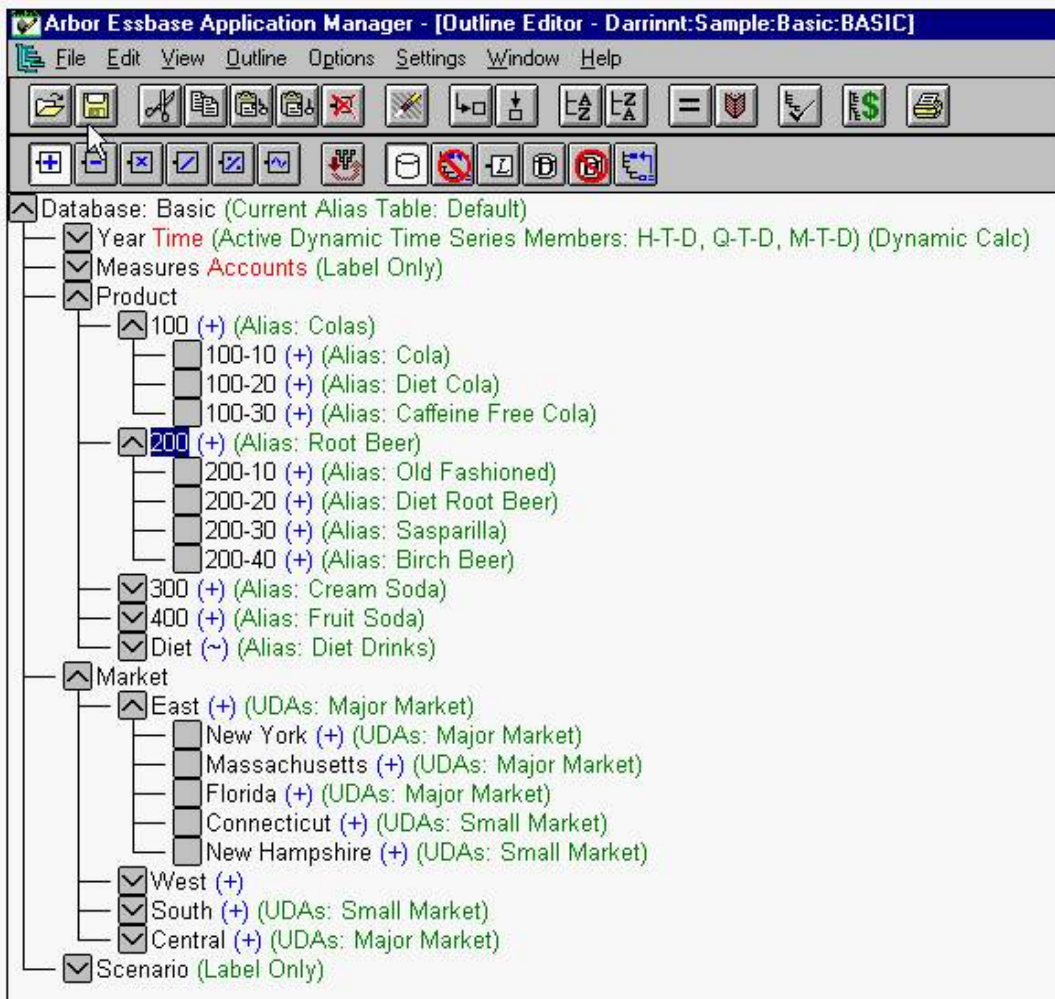 Arbor Essbase Application Manager - [Outline Editor - Darrinnt:Sample:Basic:BASIC]
File Edit View Outline Options Settings Window Help
Database: Basic (Current Alias Table: Default)
Year Time (Active Dynamic Time Series Members: H-T-D, Q-T-D, M-T-D) (Dynamic Calc)
Measures Accounts (Label Only)
Product
100 (+) (Alias: Colas)
100-10 (+) (Alias: Cola)
100-20 (+) (Alias: Diet Cola)
100-30 (+) (Alias: Caffeine Free Cola)
200 (+) (Alias: Root Beer)
200-10 (+) (Alias: Old Fashioned)
200-20 (+) (Alias: Diet Root Beer)
200-30 (+) (Alias: Sasparilla)
200-40 (+) (Alias: Birch Beer)
300 (+) (Alias: Cream Soda)
400 (+) (Alias: Fruit Soda)
Diet (~) (Alias: Diet Drinks)
Market
East (+) (UDAs: Major Market)
New York (+) (UDAs: Major Market)
Massachusetts (+) (UDAs: Major Market)
Florida (+) (UDAs: Major Market)
Connecticut (+) (UDAs: Small Market)
New Hampshire (+) (UDAs: Small Market)
West (+)
South (+) (UDAs: Small Market)
Central (+) (UDAs: Major Market)
Scenario (Label Only)